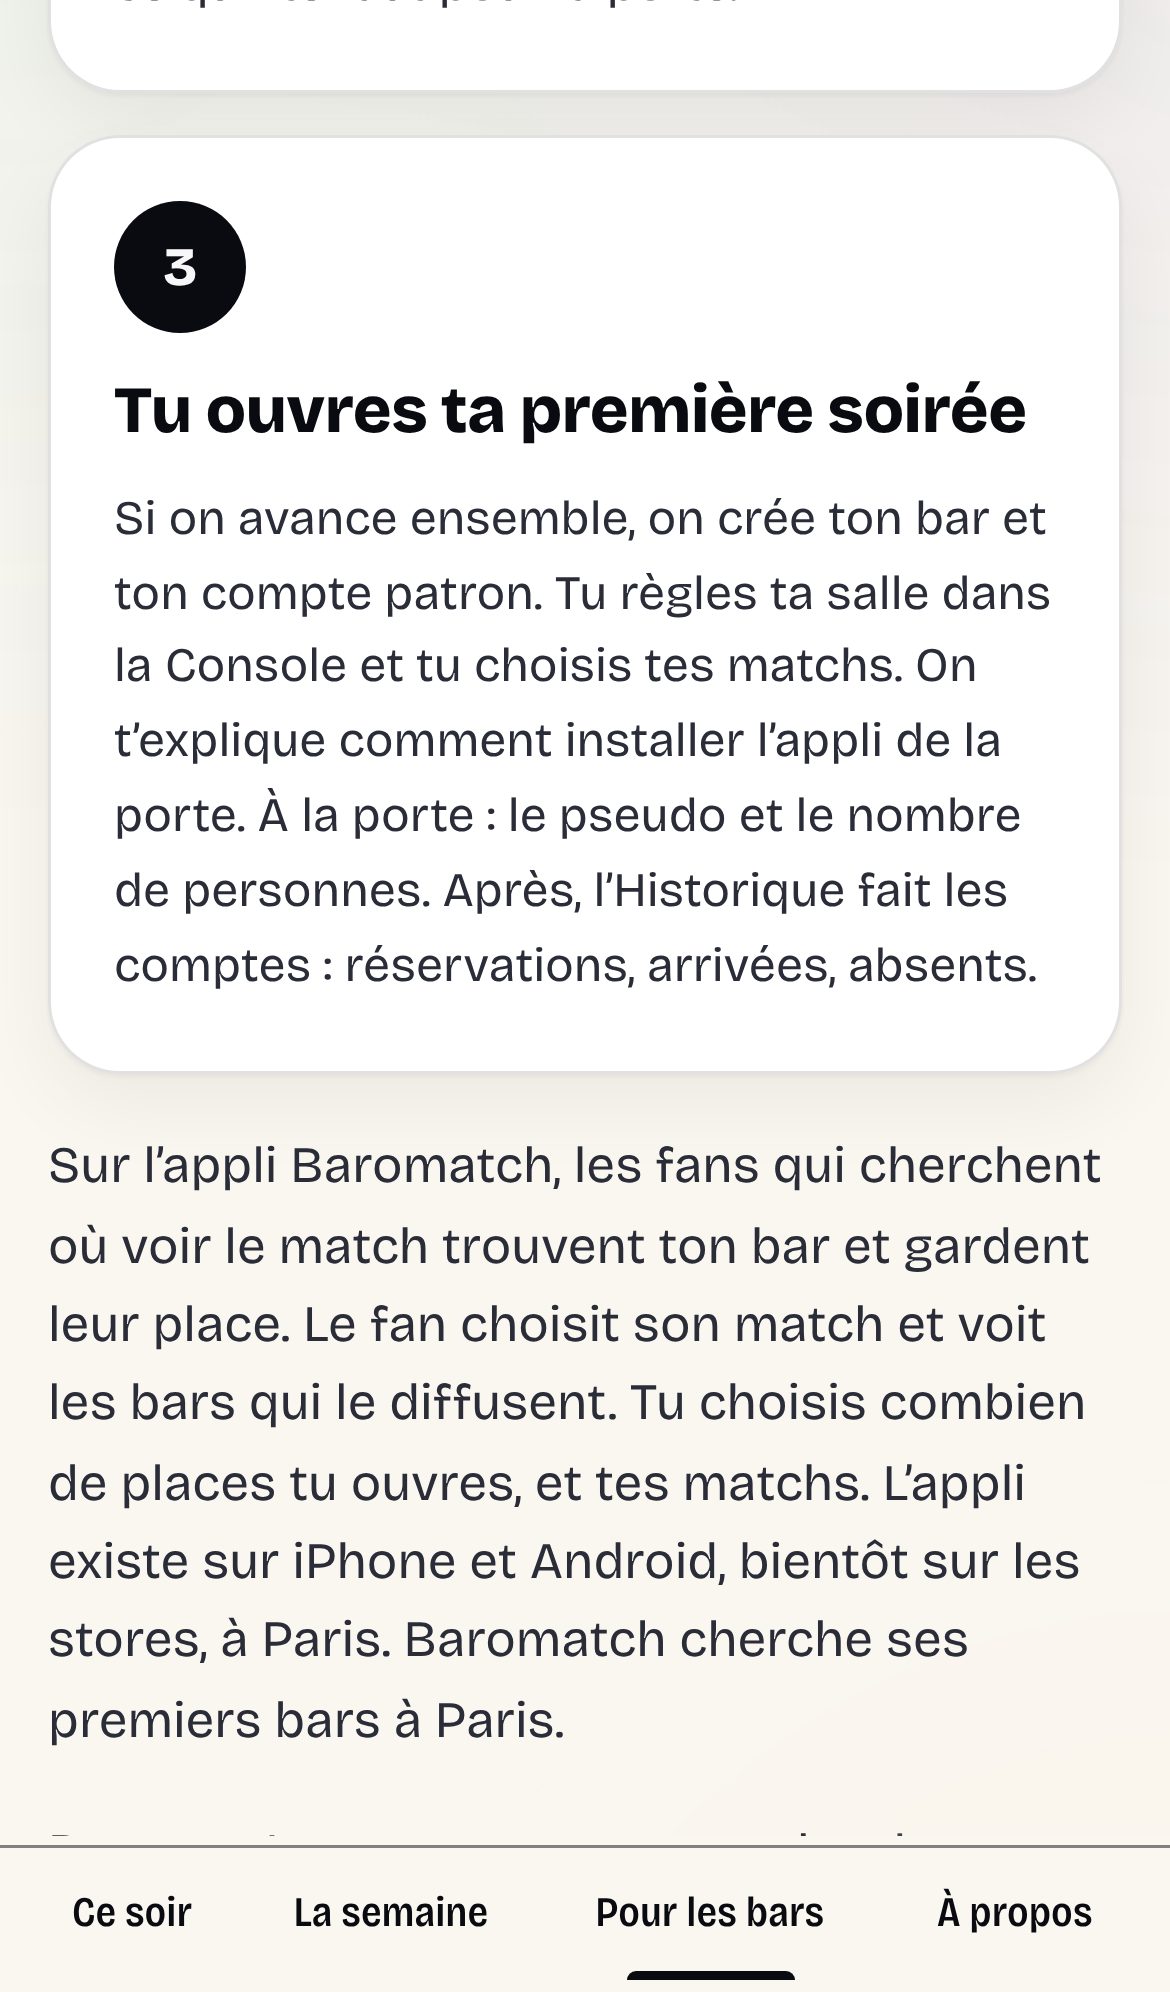 3
Tu ouvres ta première soirée
Si on avance ensemble, on crée ton bar et
ton compte patron. Tu règles ta salle dans
la Console et tu choisis tes matchs. On
t’explique comment installer l’appli de la
porte. À la porte : le pseudo et le nombre
de personnes. Après, l’Historique fait les
comptes : réservations, arrivées, absents.
Sur l’appli Baromatch, les fans qui cherchent
où voir le match trouvent ton bar et gardent
leur place. Le fan choisit son match et voit
les bars qui le diffusent. Tu choisis combien
de places tu ouvres, et tes matchs. L’appli
existe sur iPhone et Android, bientôt sur les
stores, à Paris. Baromatch cherche ses
premiers bars à Paris.
Ce soir
La semaine
Pour les bars
À propos